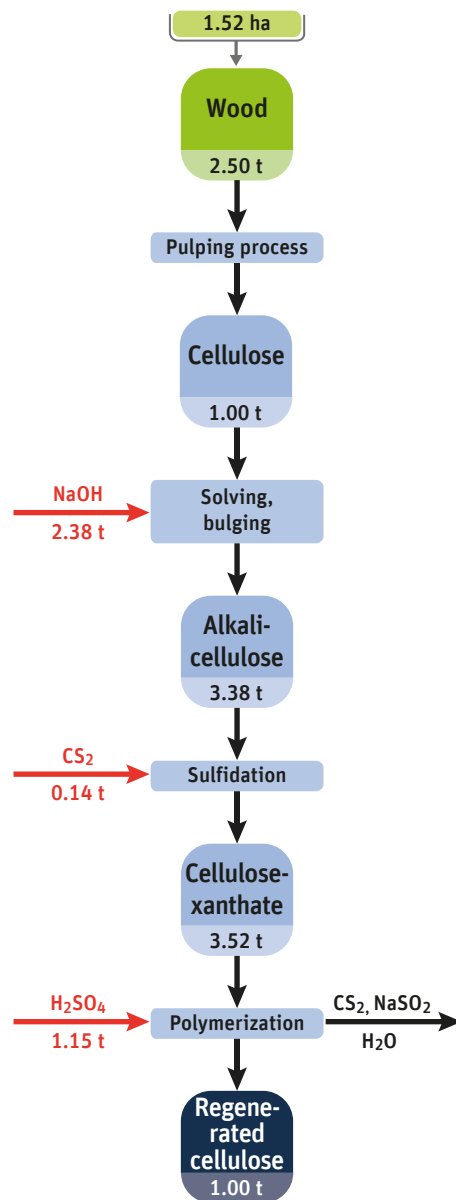 1.52 ha
Wood
2.50 t
Pulping process
Cellulose
1.00 t
NaOH
2.38 t
Solving,
bulging
Alkali-
cellulose
3.38 t
CS₂
0.14 t
Sulfidation
Cellulose-
xanthate
3.52 t
H₂SO₄
1.15 t
Polymerization
CS₂, NaSO₂
H₂O
Regene-
rated
cellulose
1.00 t